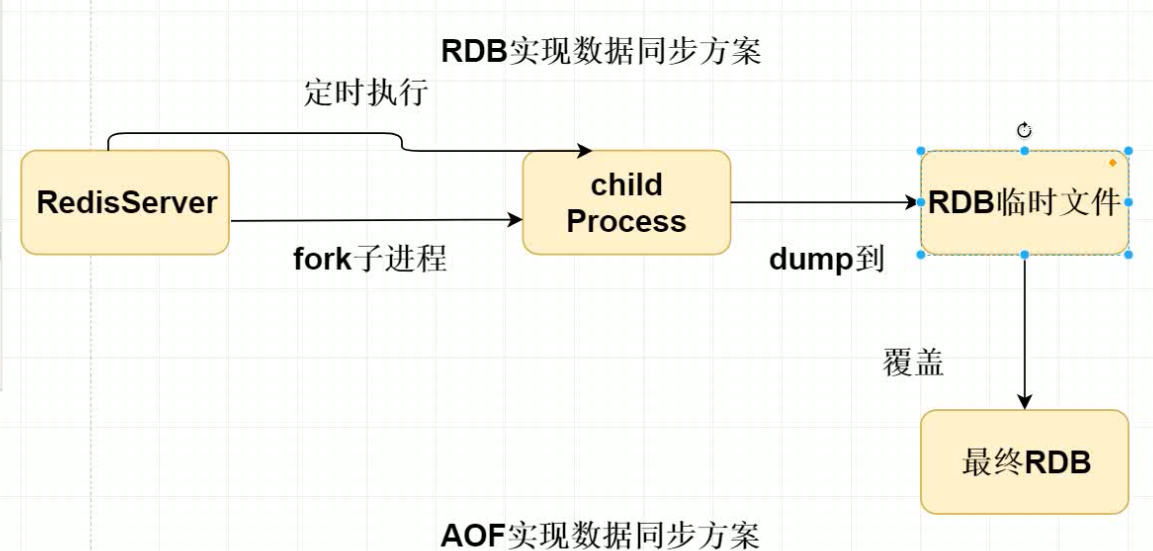 RDB实现数据同步方案
定时执行
RedisServer
child
Process
RDB临时文件
fork子进程
dump到
覆盖
最终RDB
AOF实现数据同步方案